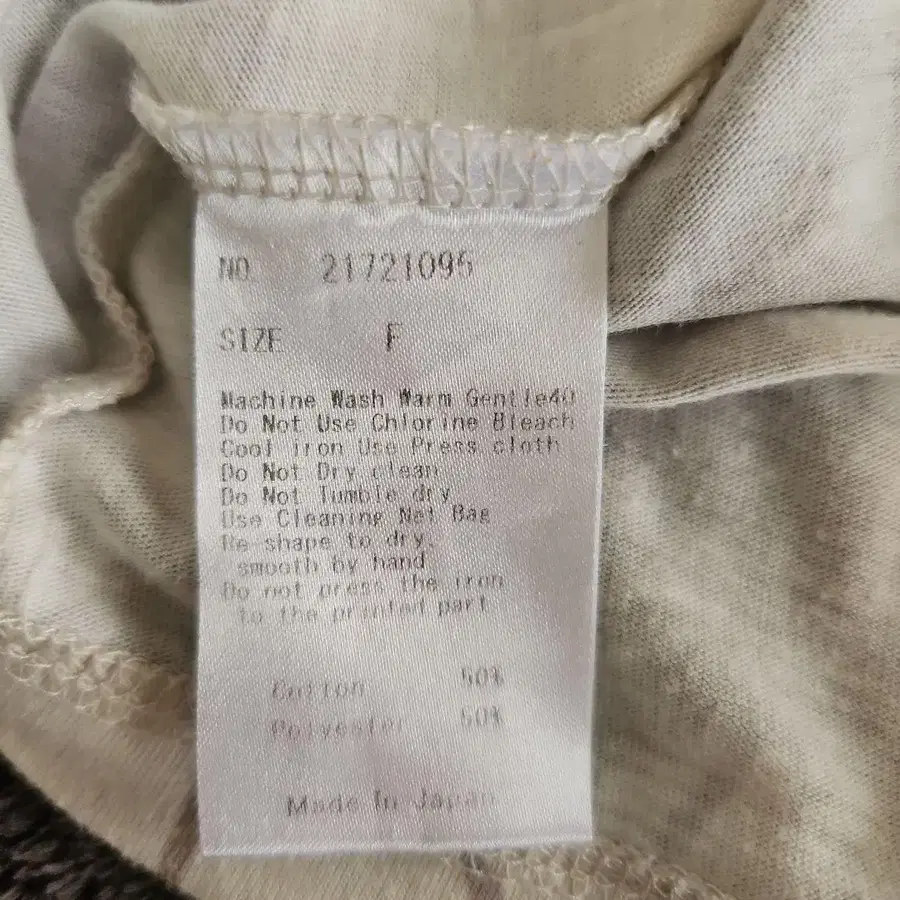 NO. 21721095
SIZE F
Machine Wash Warm Gentle40
Do Not Use Chlorine Bleach
Cool iron Use Press cloth
Do Not Dry clean
Do Not Tumble dry
Use Cleaning Net Bag
Re-shape to dry.
smooth by hand
Do not press the iron
to the printed part
Cotton 50%
Polyester 50%
Made In Japan